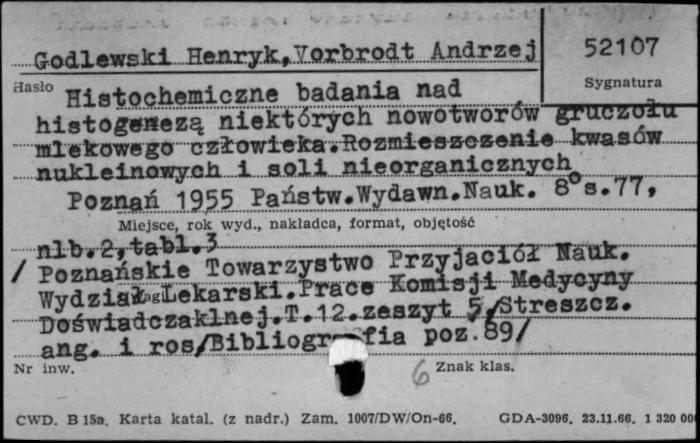 Godlewski Henryk,Vorbrodt Andrzej
52107
Sygnatura
Hasło
Histochemiczne badania nad
histogenezą niektórych nowotworów gruczołu
mlekowego człowieka.Rozmieszczenie kwasów
nukleinowych i soli nieorganicznych
Poznań 1955 Państw.Wydawn.Nauk. 8° s.77,
Miejsce, rok wyd., nakładca, format, objętość
nlb.2,tabl.3
/ Poznańskie Towarzystwo Przyjaciół Nauk.
Wydział Lekarski.Prace Komisji Medycyny
Doświadczaklnej.T.12.zeszyt 5,/Streszcz.
ang. i ros/Bibliografia poz.89/
Nr inw.
6
Znak klas.
CWD. B 15a. Karta katal. (z nadr.) Zam. 1007/DW/On-66. GDA-3096. 23.11.66. 1 320 00